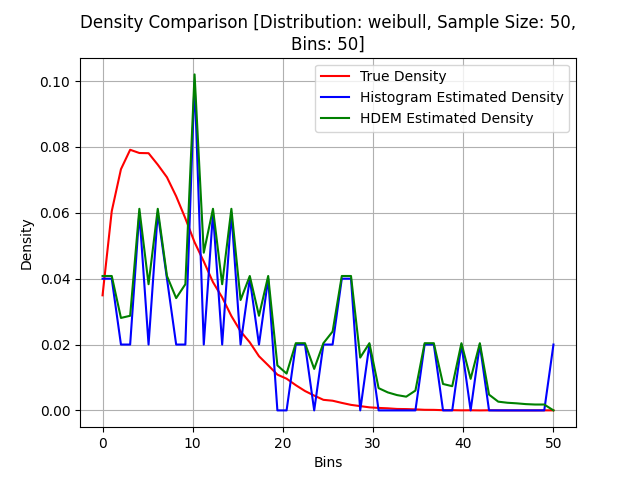 Density Comparison [Distribution: weibull, Sample Size: 50,
Bins: 50]
True Density
Histogram Estimated Density
HDEM Estimated Density
Density
0.10
0.08
0.06
0.04
0.02
0.00
0 10 20 30 40 50
Bins